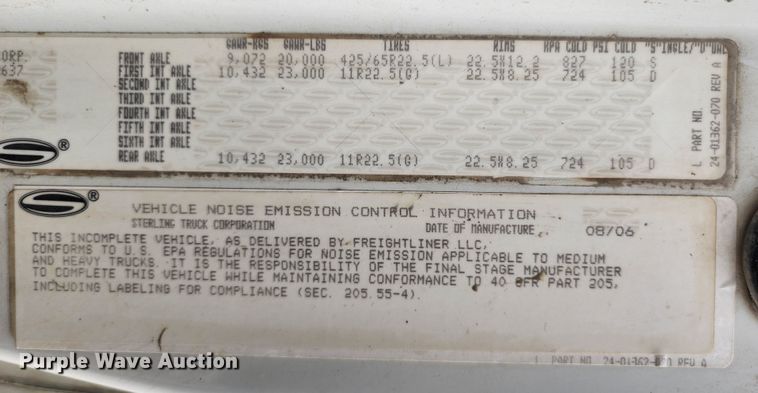 GAWR-KGS GAWR-LBS TIRES RIMS KPA COLD PSI COLD "S"INGLE/"D"UAL
ORP. FRONT AXLE 9,072 20,000 425/65R22.5(L) 22.5X12.2 827 120 S
637 FIRST INT AXLE 10,432 23,000 11R22.5(G) 22.5X8.25 724 105 D
SECOND INT AXLE
THIRD INT AXLE
FOURTH INT AXLE
FIFTH INT AXLE
SIXTH INT AXLE
REAR AXLE 10,432 23,000 11R22.5(G) 22.5X8.25 724 105 D
L PART NO.
24-01362-070 REV A
®
®
VEHICLE NOISE EMISSION CONTROL INFORMATION
STERLING TRUCK CORPORATION DATE OF MANUFACTURE 08/06
THIS INCOMPLETE VEHICLE, AS DELIVERED BY FREIGHTLINER LLC,
CONFORMS TO U.S. EPA REGULATIONS FOR NOISE EMISSION APPLICABLE TO MEDIUM
AND HEAVY TRUCKS. IT IS THE RESPONSIBILITY OF THE FINAL STAGE MANUFACTURER
TO COMPLETE THIS VEHICLE WHILE MAINTAINING CONFORMANCE TO 40 CFR PART 205,
INCLUDING LABELING FOR COMPLIANCE (SEC. 205.55-4).
L PART NO. 24-01362-070 REV A
Purple Wave Auction